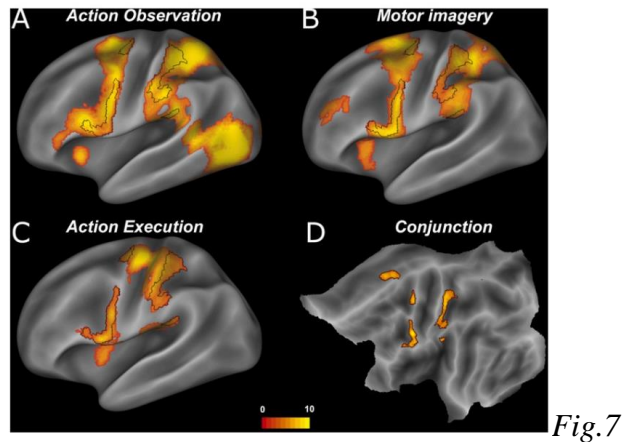 A Action Observation
B Motor imagery
C Action Execution
D Conjunction
0 10
Fig.7